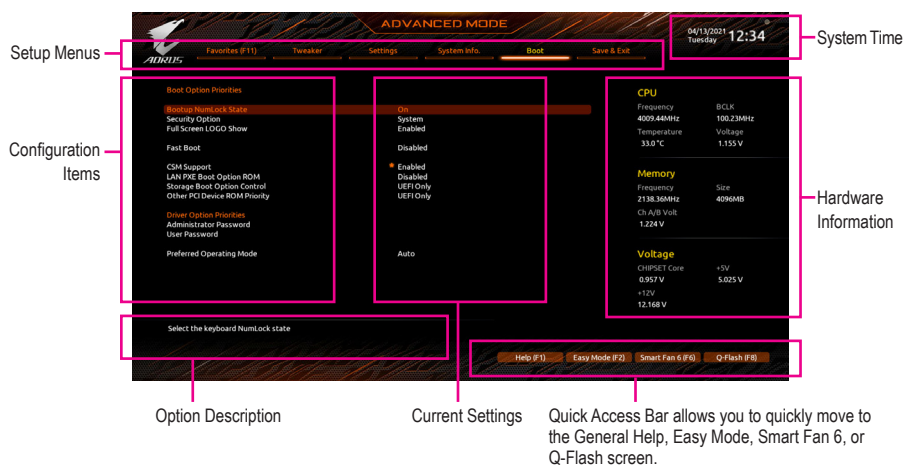 ADVANCED MODE
04/13/2021
Tuesday 12:34
System Time
Setup Menus
AORUS
Favorites (F11) Tweaker Settings System Info. Boot Save & Exit
Configuration
Items
Boot Option Priorities
Bootup NumLock State On
Security Option System
Full Screen LOGO Show Enabled
Fast Boot Disabled
CSM Support Enabled
LAN PXE Boot Option ROM Disabled
Storage Boot Option Control UEFI Only
Other PCI Device ROM Priority UEFI Only
Driver Option Priorities
Administrator Password
User Password
Preferred Operating Mode Auto
CPU
Frequency BCLK
4009.44MHz 100.23MHz
Temperature Voltage
33.0 °C 1.155 V
Memory
Frequency Size
2138.36MHz 4096MB
Ch A/B Volt
1.224 V
Voltage
CHIPSET Core +5V
0.957 V 5.025 V
+12V
12.168 V
Hardware
Information
Select the keyboard NumLock state
Help (F1) Easy Mode (F2) Smart Fan 6 (F6) Q-Flash (F8)
Option Description
Current Settings
Quick Access Bar allows you to quickly move to
the General Help, Easy Mode, Smart Fan 6, or
Q-Flash screen.